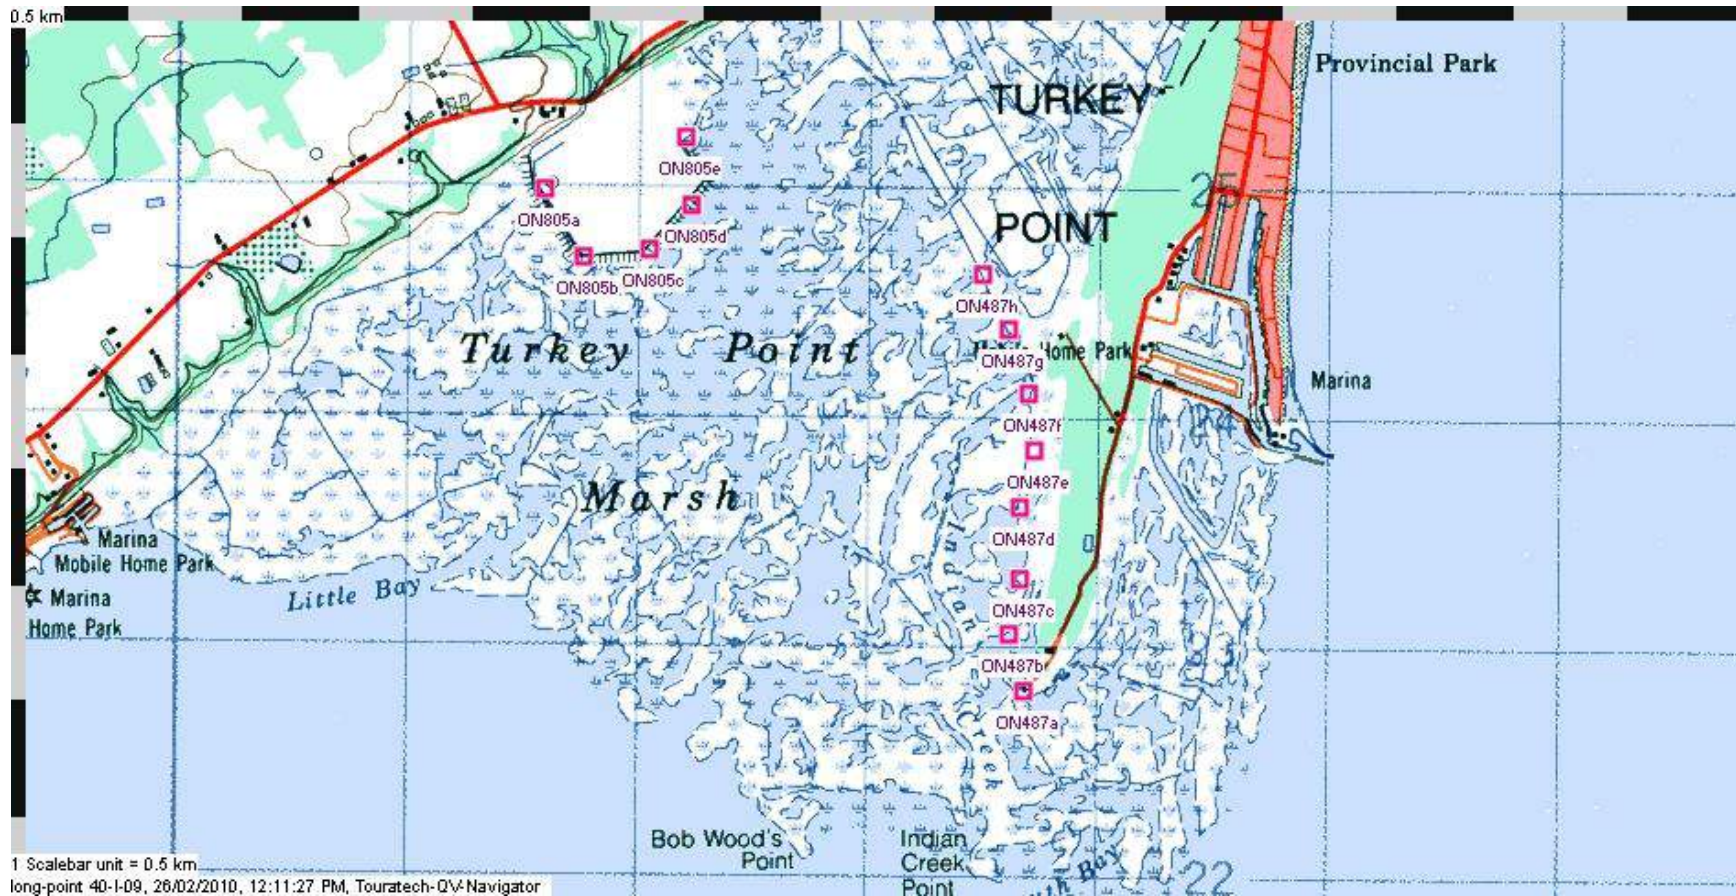 0.5 km
Provincial Park
TURKEY
ON805e
25
ON805a
ON805d
POINT
ON805b
ON805c
ON487h
Turkey Point
Home Park
ON487g
Marina
ON487f
ON487e
Marsh
ON487d
Marina
Mobile Home Park
Little Bay
Marina
Home Park
ON487c
Indian
ON487b
ON487a
Creek
Bob Wood's
Point
Indian
Creek
Point
Bay
22
1 Scalebar unit = 0.5 km
long-point 40-I-09, 26/02/2010, 12:11:27 PM, Touratech-QV-Navigator